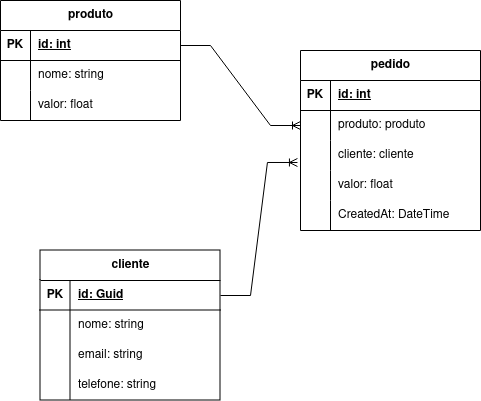 produto
PK id: int
nome: string
valor: float
pedido
PK id: int
produto: produto
cliente: cliente
valor: float
CreatedAt: DateTime
cliente
PK id: Guid
nome: string
email: string
telefone: string